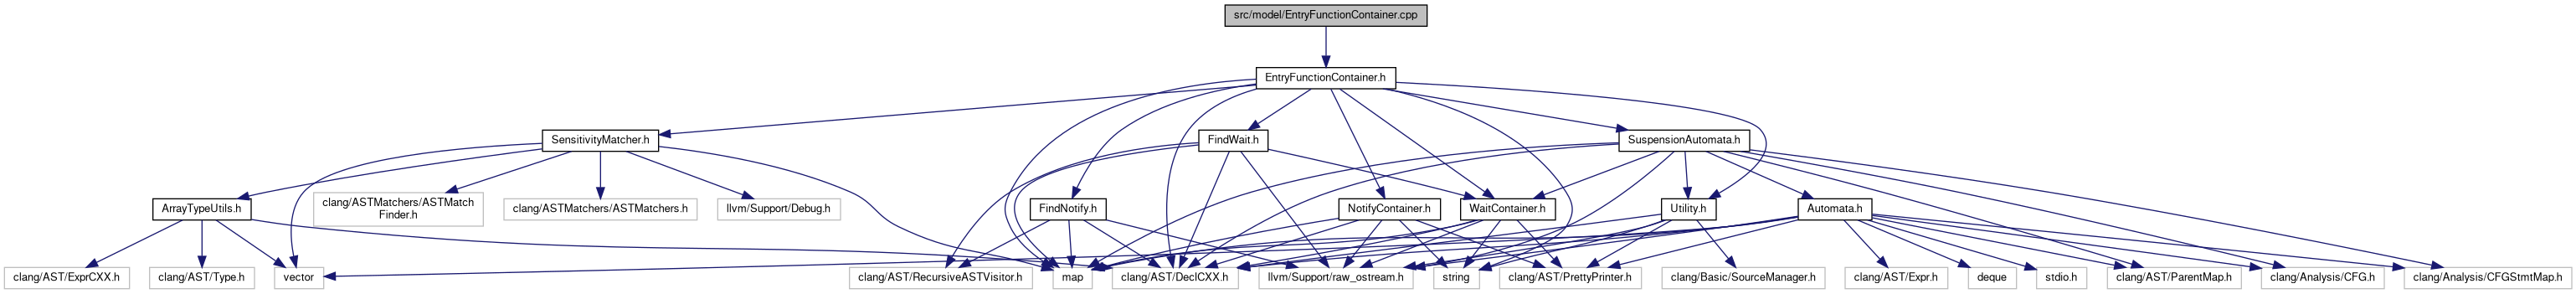 src/model/EntryFunctionContainer.cpp
EntryFunctionContainer.h
SensitivityMatcher.h
FindWait.h
SuspensionAutomata.h
ArrayTypeUtils.h
clang/ASTMatchers/ASTMatch
Finder.h
clang/ASTMatchers/ASTMatchers.h
llvm/Support/Debug.h
FindNotify.h
NotifyContainer.h
WaitContainer.h
Utility.h
Automata.h
clang/AST/ExprCXX.h
clang/AST/Type.h
vector
clang/AST/RecursiveASTVisitor.h
map
clang/AST/DeclCXX.h
llvm/Support/raw_ostream.h
string
clang/AST/PrettyPrinter.h
clang/Basic/SourceManager.h
clang/AST/Expr.h
deque
stdio.h
clang/AST/ParentMap.h
clang/Analysis/CFG.h
clang/Analysis/CFGStmtMap.h